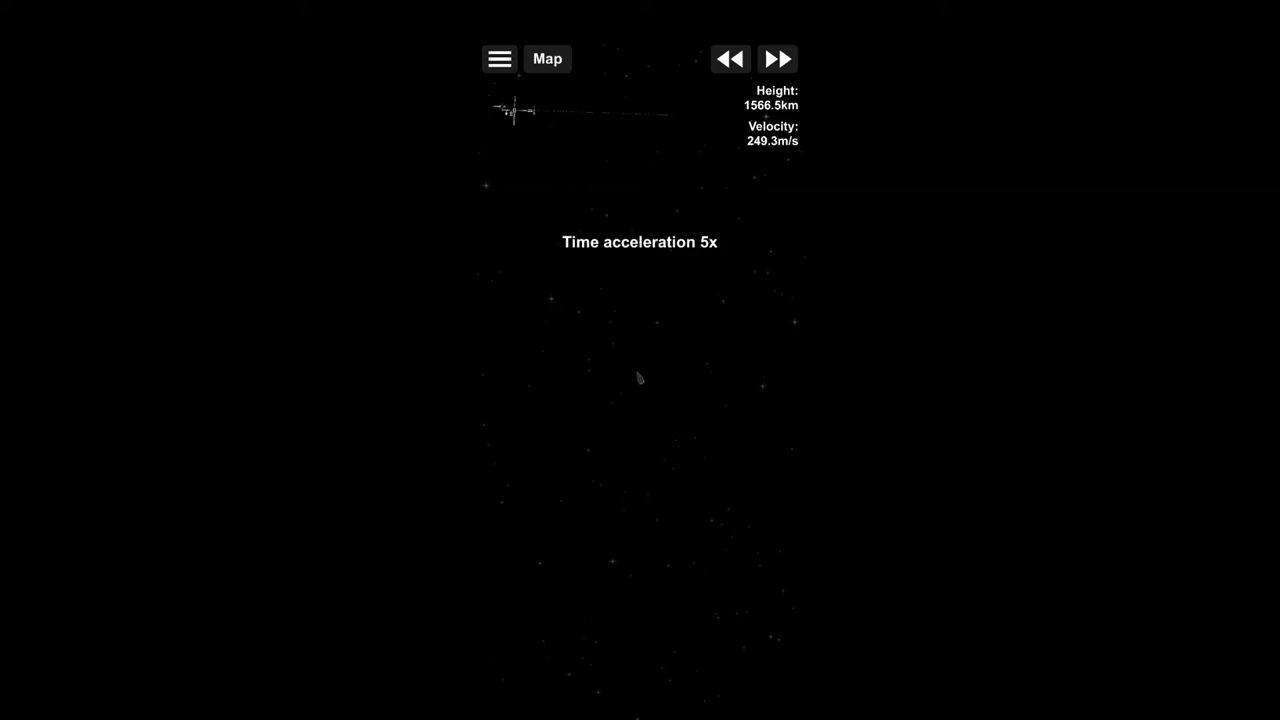 Map
Height:
1566.5km
Velocity:
249.3m/s
Time acceleration 5x